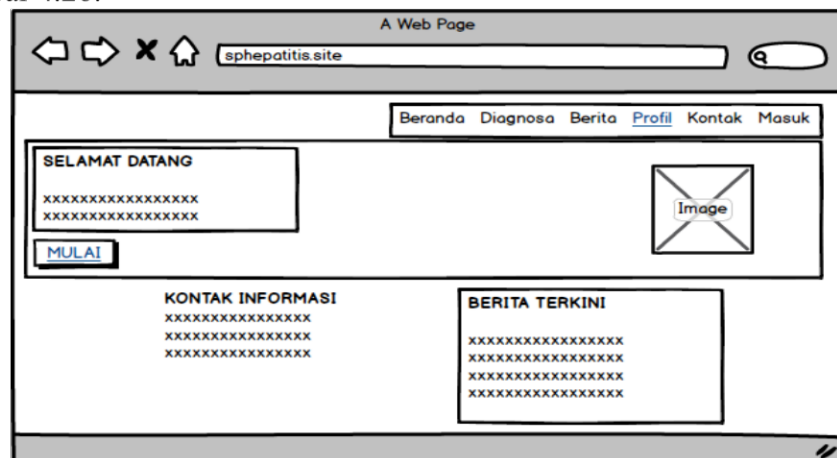 A Web Page
sphepatitis.site
Beranda Diagnosa Berita Profil Kontak Masuk
SELAMAT DATANG
xxxxxxxxxxxxxxxxx
xxxxxxxxxxxxxxxxx
Image
MULAI
KONTAK INFORMASI
xxxxxxxxxxxxxxxx
xxxxxxxxxxxxxxxx
xxxxxxxxxxxxxxxx
BERITA TERKINI
xxxxxxxxxxxxxxxxx
xxxxxxxxxxxxxxxxx
xxxxxxxxxxxxxxxxx
xxxxxxxxxxxxxxxxx